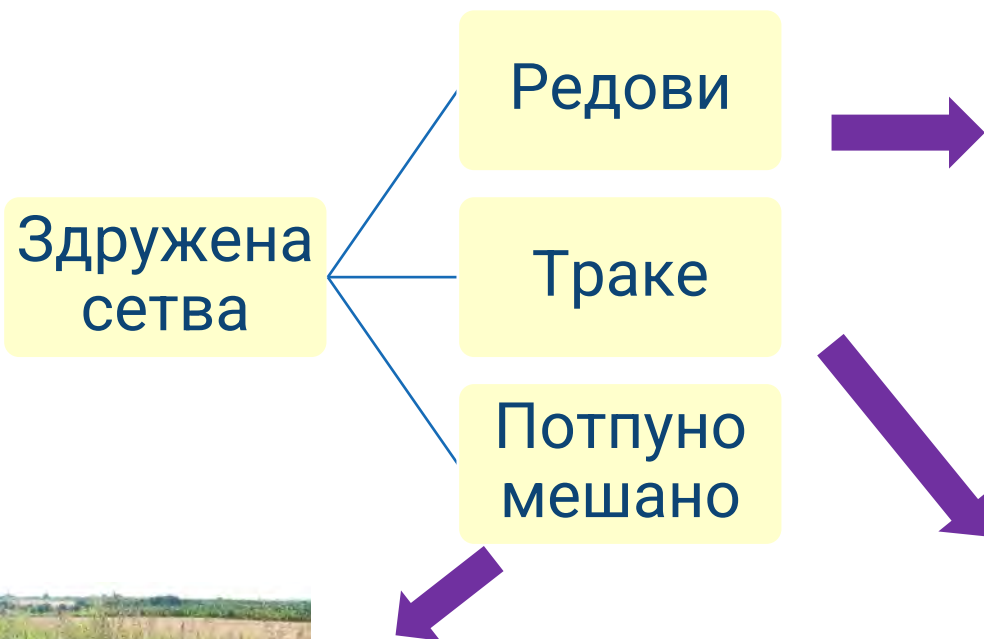 Редови
Здружена
сетва
Траке
Потпуно
мешано